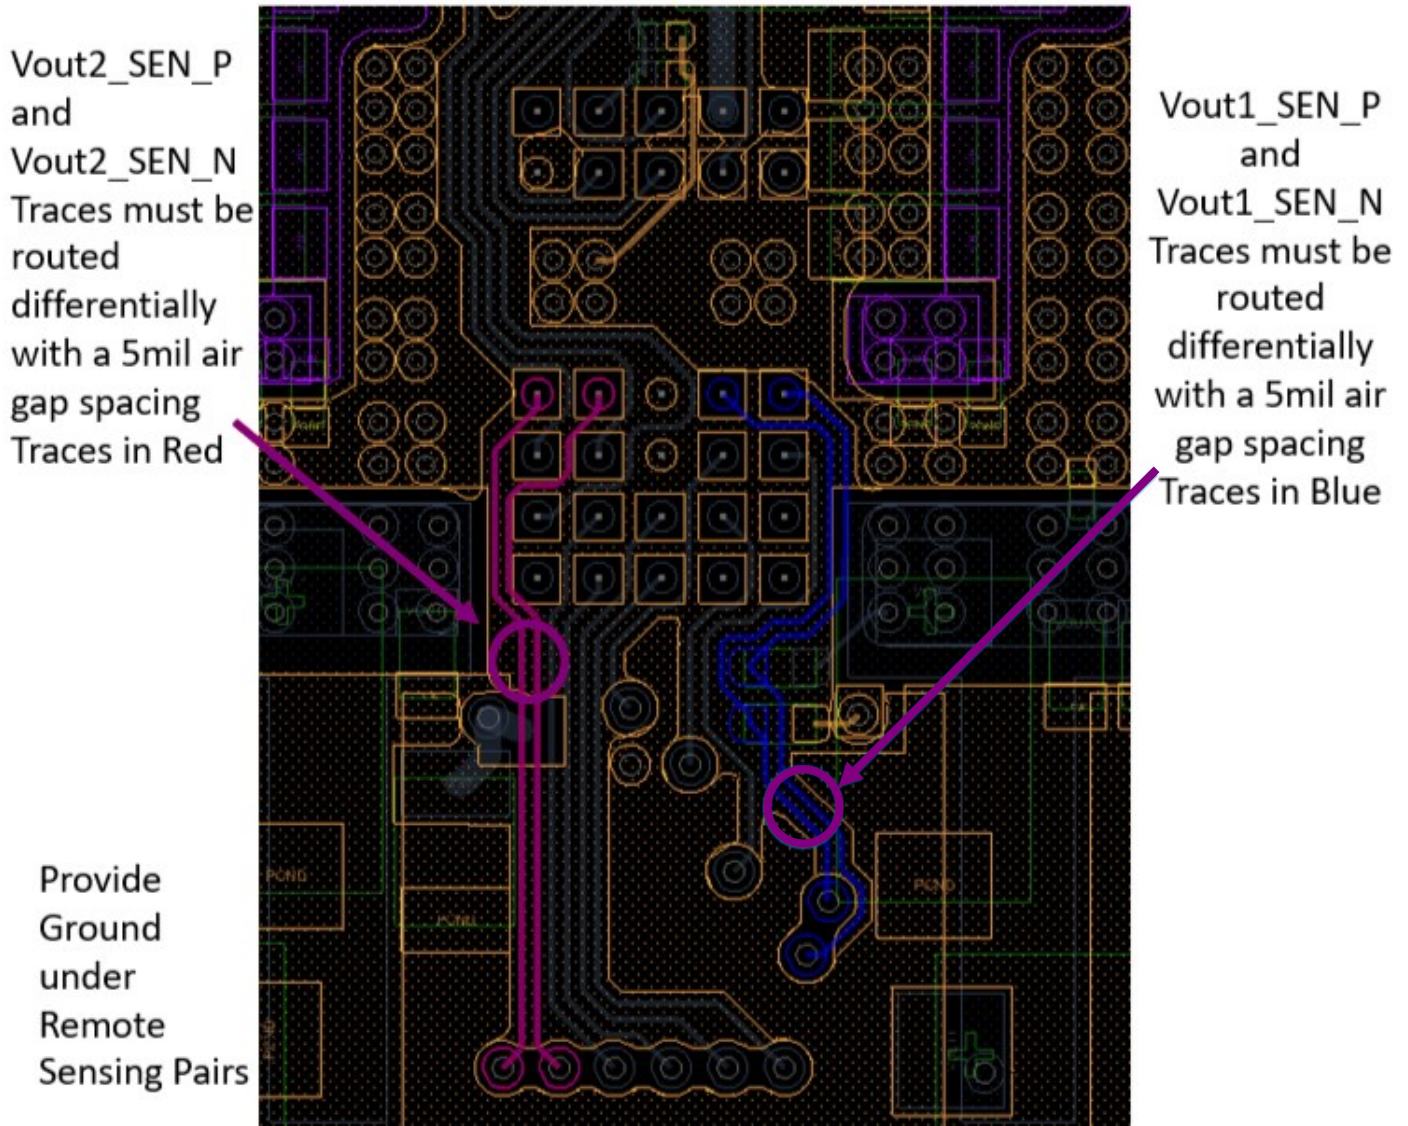 Vout2_SEN_P
and
Vout2_SEN_N
Traces must be
routed
differentially
with a 5mil air
gap spacing
Traces in Red
Vout1_SEN_P
and
Vout1_SEN_N
Traces must be
routed
differentially
with a 5mil air
gap spacing
Traces in Blue
Provide
Ground
under
Remote
Sensing Pairs
PGND
PGND
PGND